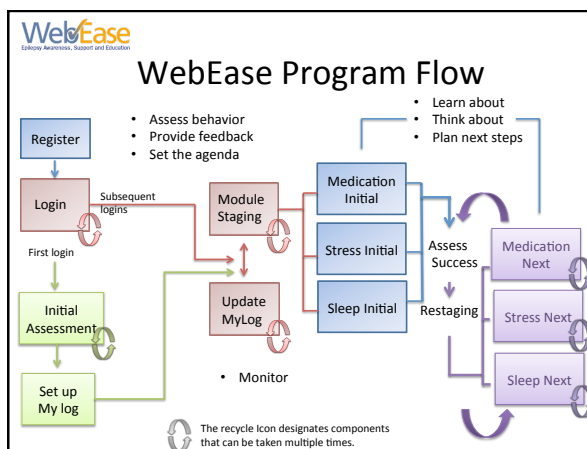 WebEase
Epilepsy Awareness, Support and Education
WebEase Program Flow
• Assess behavior
• Provide feedback
• Set the agenda
• Learn about
• Think about
• Plan next steps
Register
Login
Subsequent
logins
First login
Initial
Assessment
Set up
My log
Module
Staging
Update
MyLog
• Monitor
Medication
Initial
Stress Initial
Sleep Initial
Assess
Success
Restaging
Medication
Next
Stress Next
Sleep Next
The recycle Icon designates components
that can be taken multiple times.